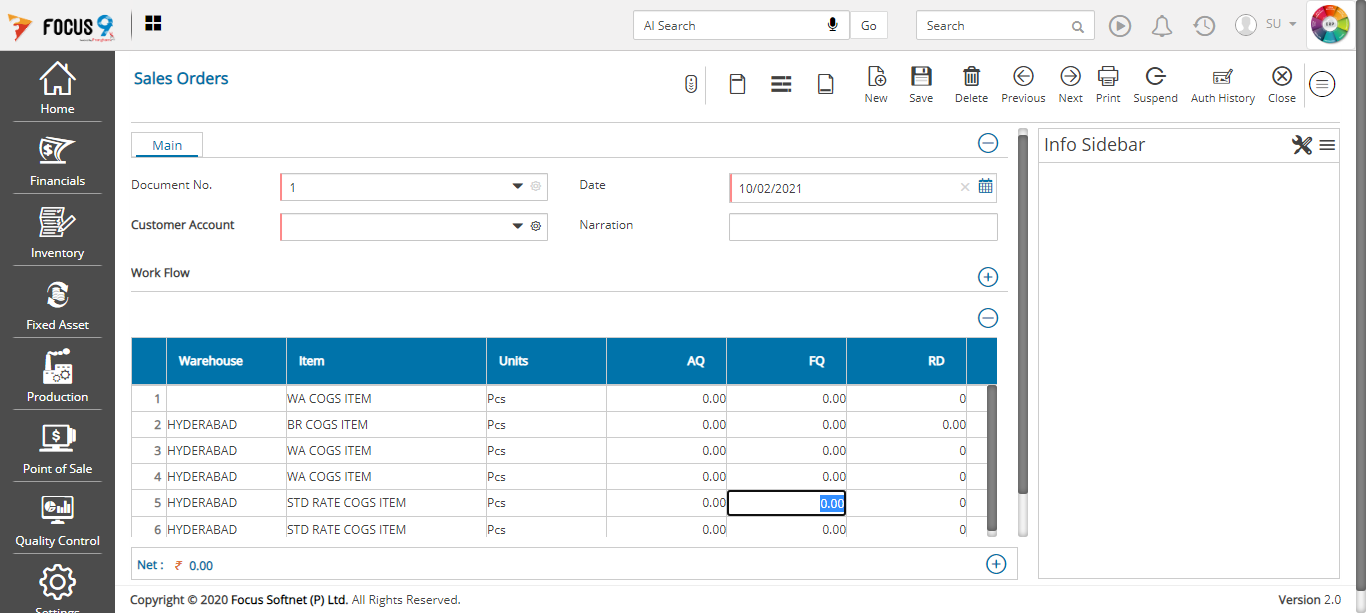 FOCUS 9
AI Search Go Search SU
Home
Financials
Inventory
Fixed Asset
Production
Point of Sale
Quality Control
Settings
Sales Orders
New Save Delete Previous Next Print Suspend Auth History Close
Main
Document No. 1 Date 10/02/2021
Customer Account Narration
Work Flow
Warehouse Item Units AQ FQ RD
1 WA COGS ITEM Pcs 0.00 0.00 0
2 HYDERABAD BR COGS ITEM Pcs 0.00 0.00 0.00
3 HYDERABAD WA COGS ITEM Pcs 0.00 0.00 0
4 HYDERABAD WA COGS ITEM Pcs 0.00 0.00 0
5 HYDERABAD STD RATE COGS ITEM Pcs 0.00 0.00 0
6 HYDERABAD STD RATE COGS ITEM Pcs 0.00 0.00 0
Net : ₹ 0.00
Info Sidebar
Copyright © 2020 Focus Softnet (P) Ltd. All Rights Reserved. Version 2.0